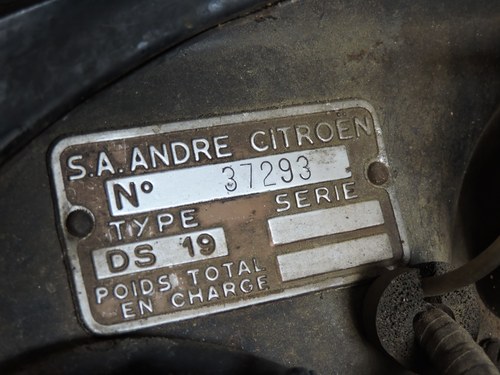 S.A. ANDRE CITROEN
N° 37293
TYPE SERIE
DS 19
POIDS TOTAL
EN CHARGE